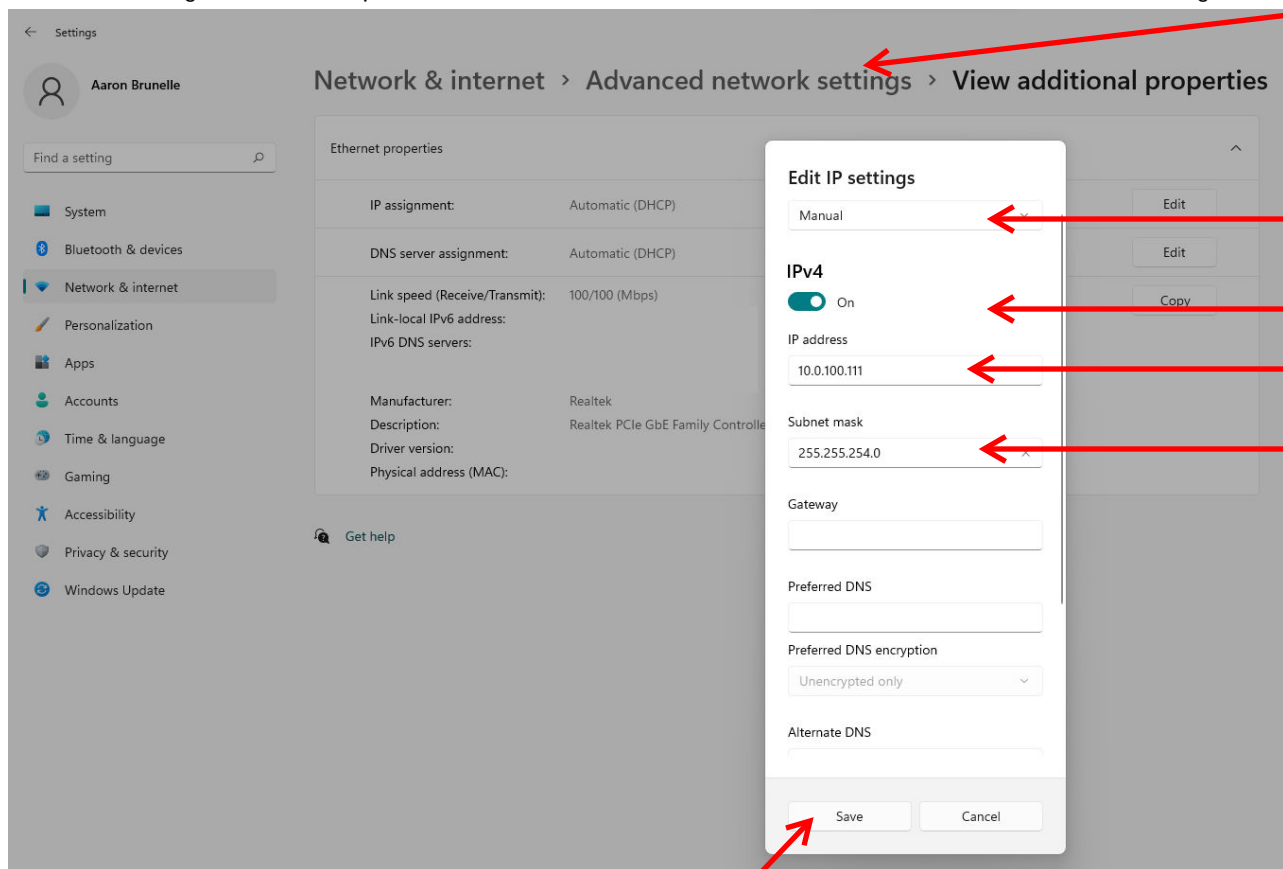 ← Settings
Aaron Brunelle
Find a setting
System
Bluetooth & devices
Network & internet
Personalization
Apps
Accounts
Time & language
Gaming
Accessibility
Privacy & security
Windows Update
Network & internet > Advanced network settings > View additional properties
Ethernet properties
IP assignment: Automatic (DHCP) Edit
DNS server assignment: Automatic (DHCP) Edit
Link speed (Receive/Transmit): 100/100 (Mbps) Copy
Link-local IPv6 address:
IPv6 DNS servers:
Manufacturer: Realtek
Description: Realtek PCIe GbE Family Controlle
Driver version:
Physical address (MAC):
Get help
Edit IP settings
Manual
IPv4
On
IP address
10.0.100.111
Subnet mask
255.255.254.0
Gateway
Preferred DNS
Preferred DNS encryption
Unencrypted only
Alternate DNS
Save Cancel